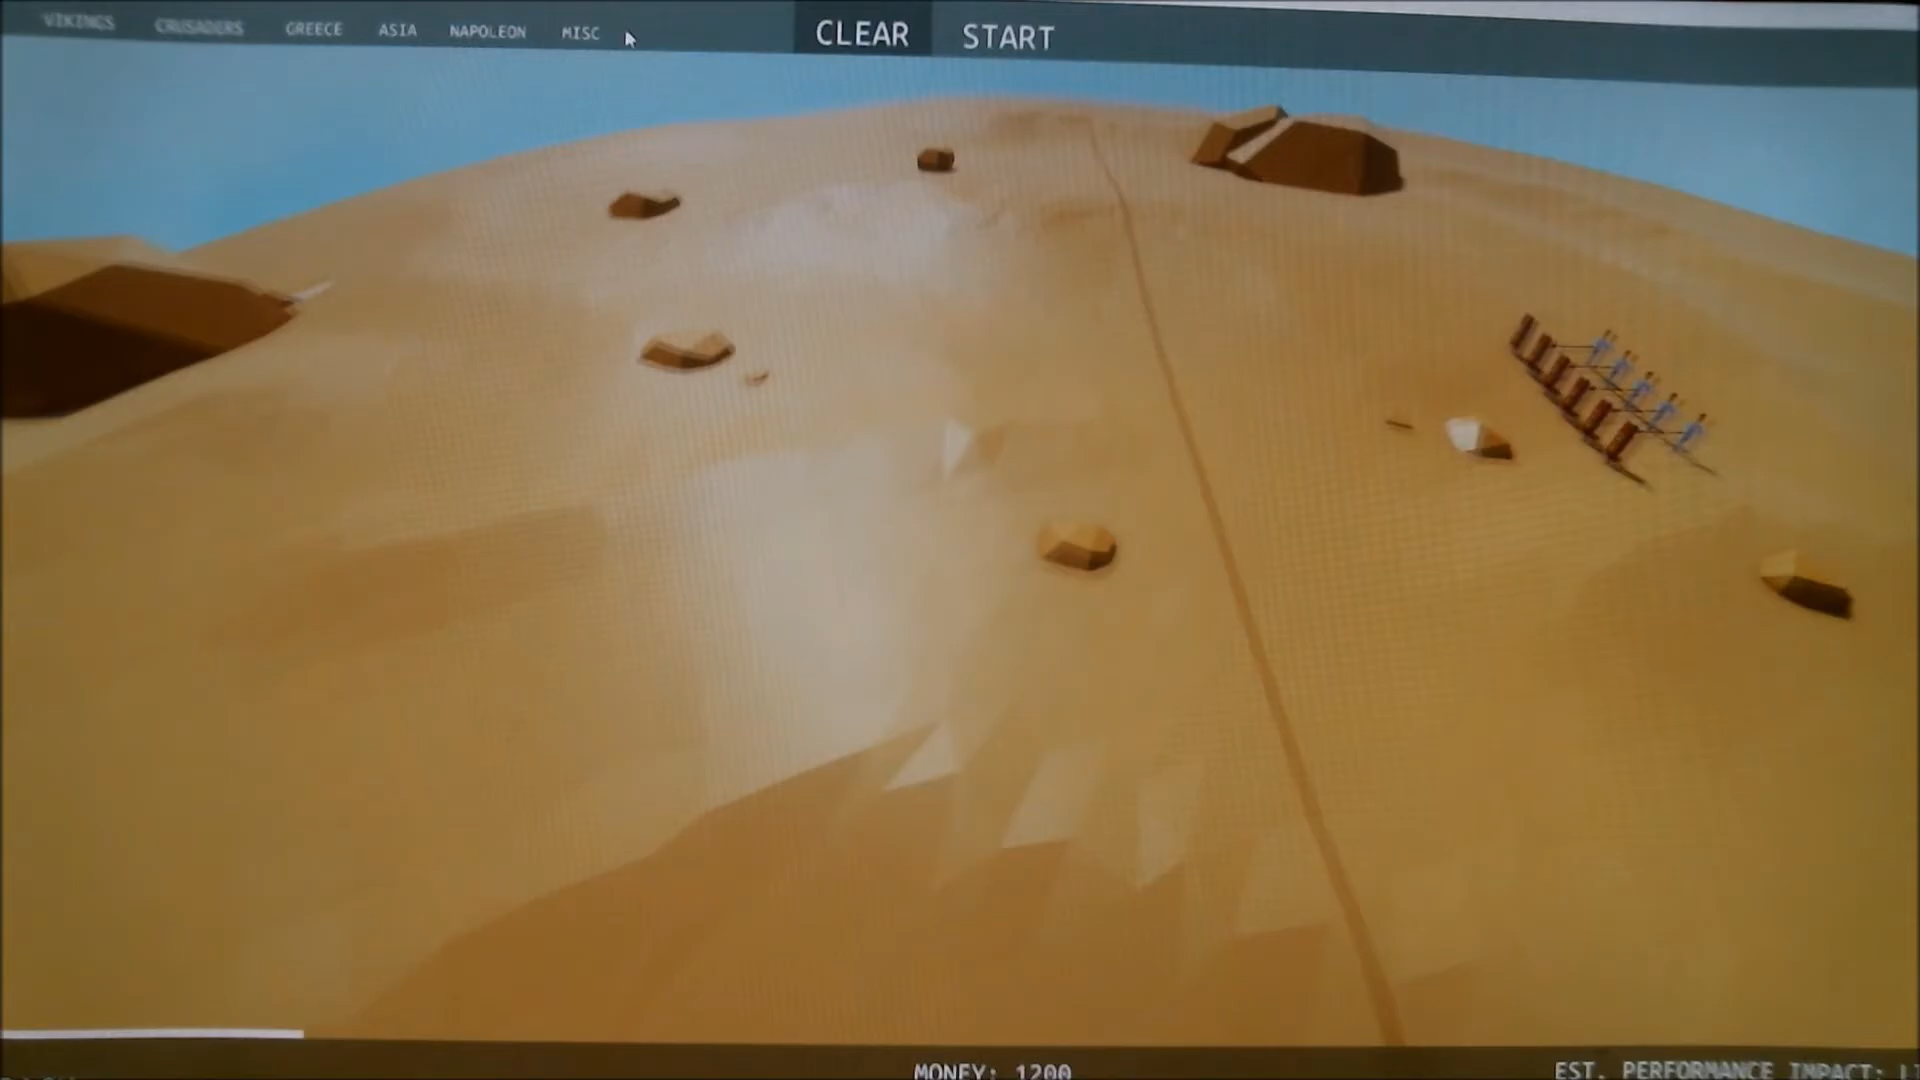 VIKINGS CRUSADERS GREECE ASIA NAPOLEON MISC CLEAR START
MONEY: 1200
EST. PERFORMANCE IMPACT: